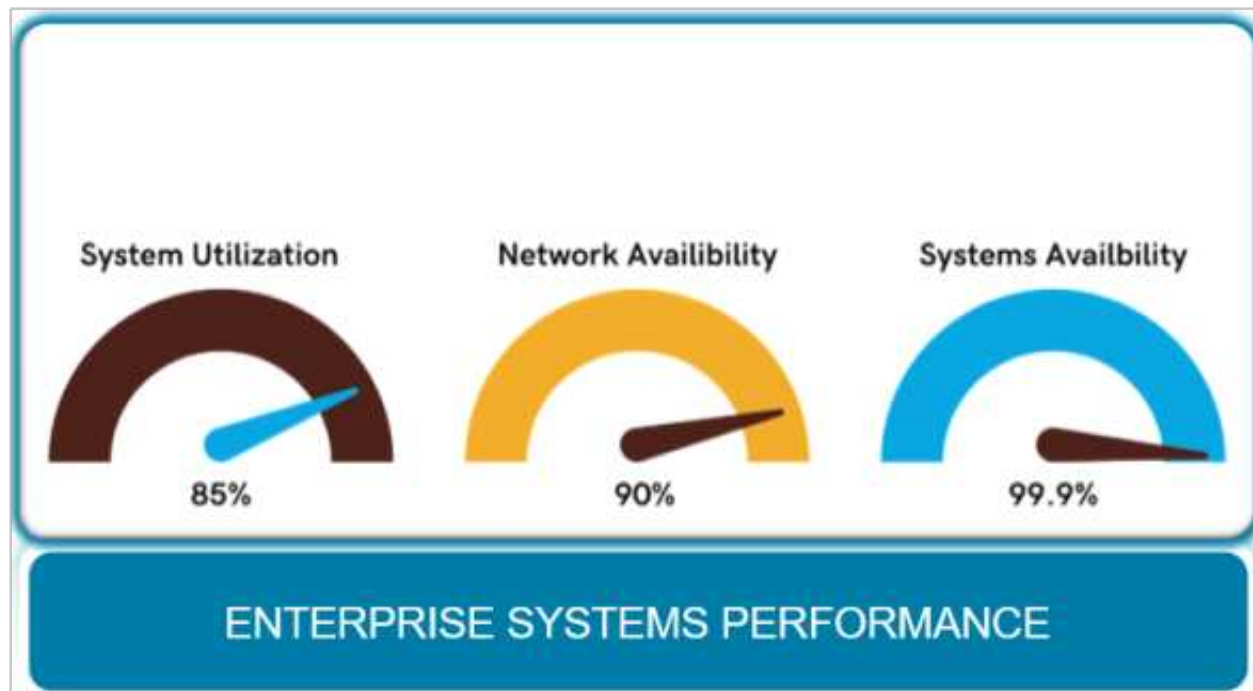 System Utilization
Network Availibility
Systems Availbility
85%
90%
99.9%
ENTERPRISE SYSTEMS PERFORMANCE